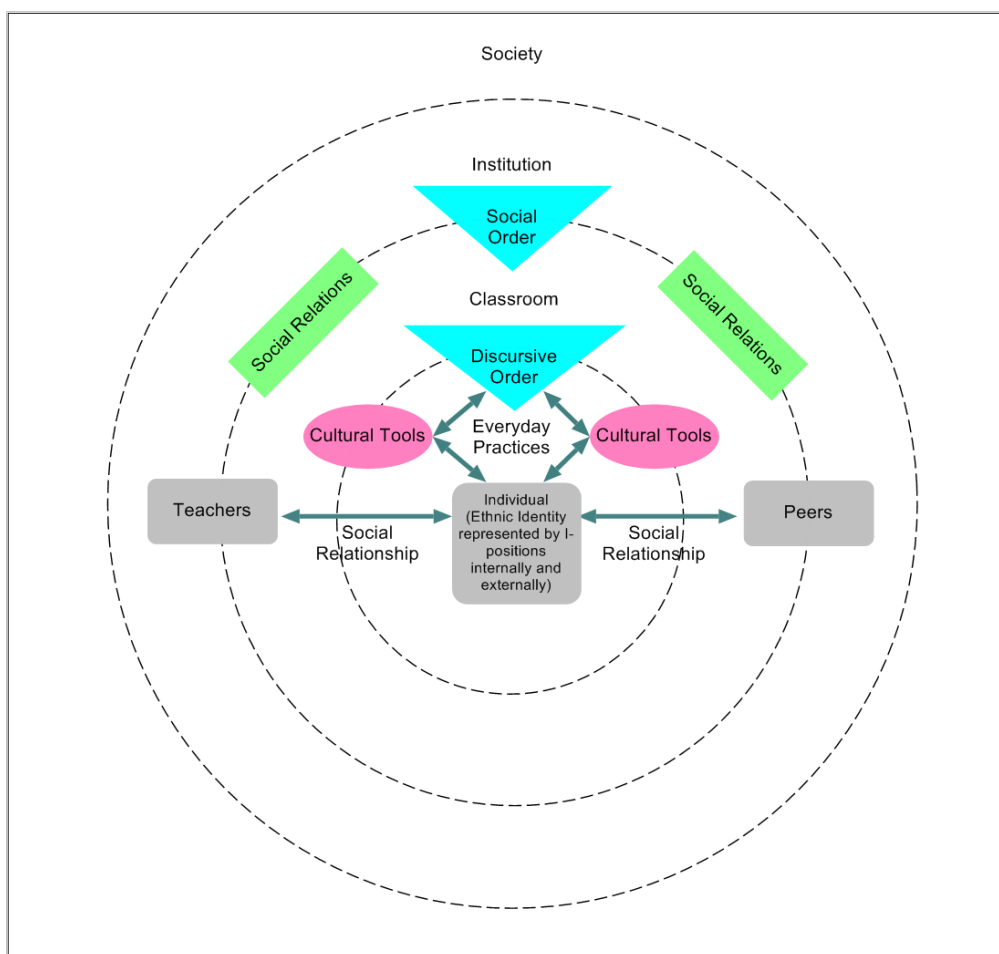 Society
Institution
Social
Order
Social Relations
Social Relations
Classroom
Discursive
Order
Cultural Tools
Everyday
Practices
Cultural Tools
Teachers
Social
Relationship
Individual
(Ethnic Identity
represented by I-
positions
internally and
externally)
Social
Relationship
Peers